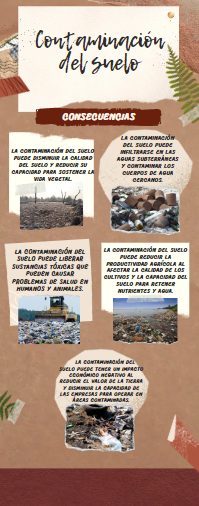 Contaminación
del suelo
CONSECUENCIAS
LA CONTAMINACIÓN DEL SUELO
PUEDE DISMINUIR LA CALIDAD
DEL SUELO Y REDUCIR SU
CAPACIDAD PARA SOSTENER LA
VIDA VEGETAL.
LA CONTAMINACIÓN
DEL SUELO PUEDE
INFILTRARSE EN LAS
AGUAS SUBTERRÁNEAS
Y CONTAMINAR LOS
CUERPOS DE AGUA
CERCANOS.
LA CONTAMINACIÓN DEL
SUELO PUEDE LIBERAR
SUSTANCIAS TÓXICAS QUE
PUEDEN CAUSAR
PROBLEMAS DE SALUD EN
HUMANOS Y ANIMALES.
LA CONTAMINACIÓN DEL SUELO
PUEDE REDUCIR LA
PRODUCTIVIDAD AGRÍCOLA AL
AFECTAR LA CALIDAD DE LOS
CULTIVOS Y LA CAPACIDAD DEL
SUELO PARA RETENER
NUTRIENTES Y AGUA.
LA CONTAMINACIÓN DEL
SUELO PUEDE TENER UN IMPACTO
ECONÓMICO NEGATIVO AL
REDUCIR EL VALOR DE LA TIERRA
Y DISMINUIR LA CAPACIDAD DE
LAS EMPRESAS PARA OPERAR EN
ÁREAS CONTAMINADAS.